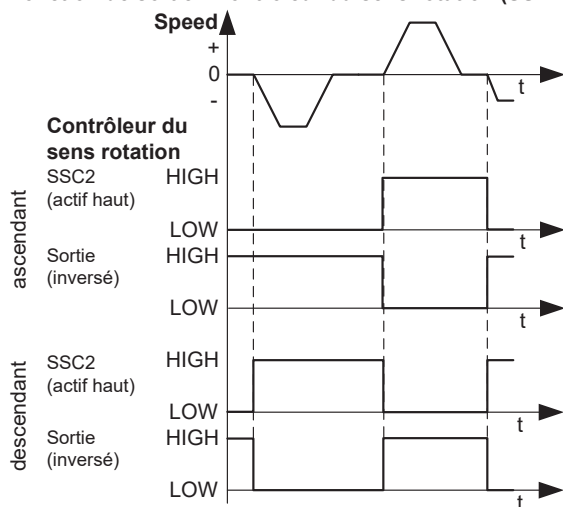 Speed
+
0
-
t
Contrôleur du
sens rotation
ascendant
SSC2
(actif haut)
HIGH
LOW
t
Sortie
(inversé)
HIGH
LOW
t
descendant
SSC2
(actif haut)
HIGH
LOW
t
Sortie
(inversé)
HIGH
LOW
t